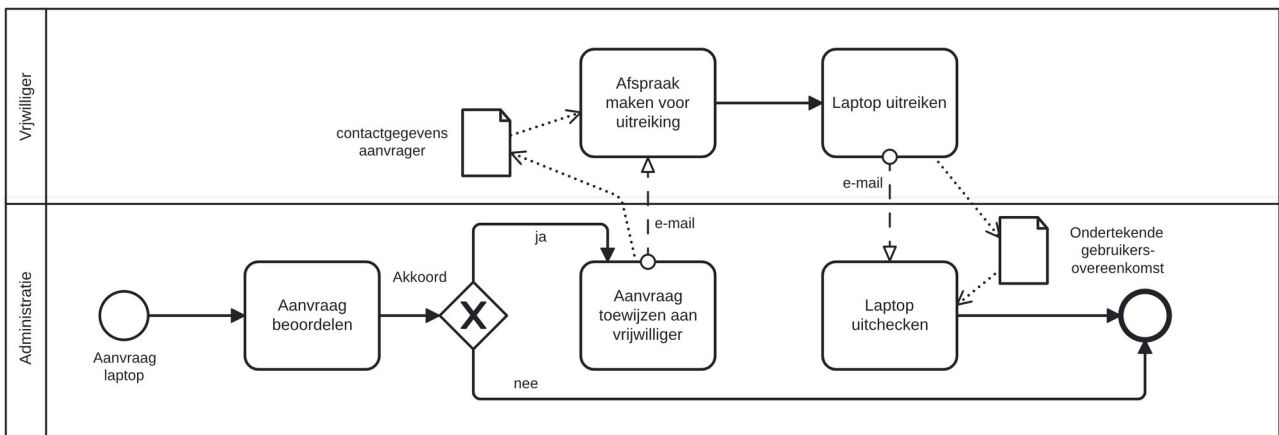 Vrijwilliger
contactgegevens
aanvrager
Afspraak
maken voor
uitreiking
Laptop uitreiken
e-mail
e-mail
Administratie
Aanvraag
laptop
Aanvraag
beoordelen
Akkoord
X
ja
nee
Aanvraag
toewijzen aan
vrijwilliger
Laptop
uitchecken
Ondertekende
gebruikers-
overeenkomst